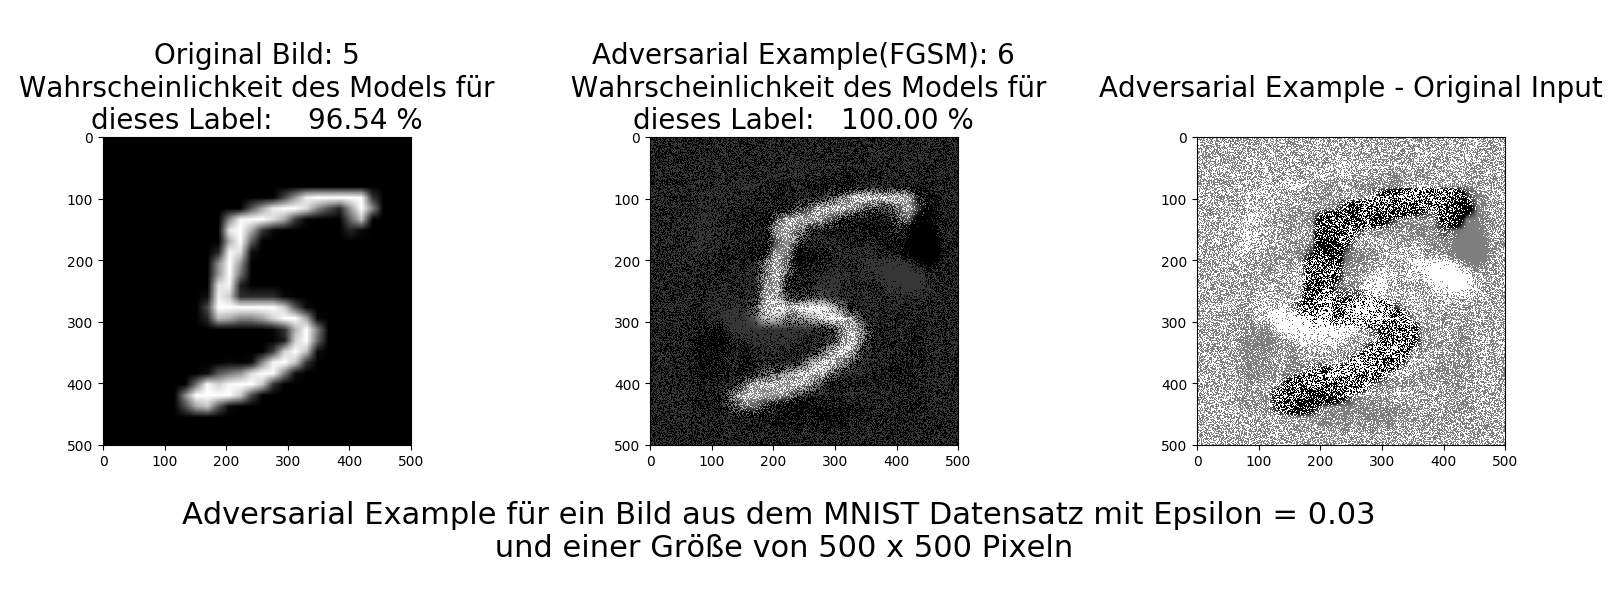 Original Bild: 5
Wahrscheinlichkeit des Models für
dieses Label: 96.54 %
0
100
200
300
400
500
0 100 200 300 400 500
Adversarial Example(FGSM): 6
Wahrscheinlichkeit des Models für
dieses Label: 100.00 %
0
100
200
300
400
500
0 100 200 300 400 500
Adversarial Example - Original Input
0
100
200
300
400
500
0 100 200 300 400 500
5
5
Adversarial Example für ein Bild aus dem MNIST Datensatz mit Epsilon = 0.03
und einer Größe von 500 x 500 Pixeln